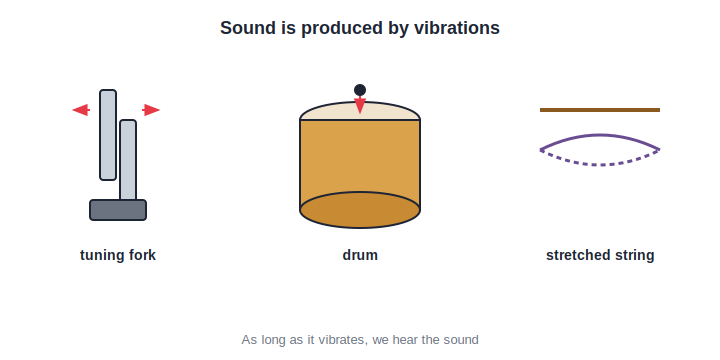 Sound is produced by vibrations
tuning fork
drum
stretched string
As long as it vibrates, we hear the sound